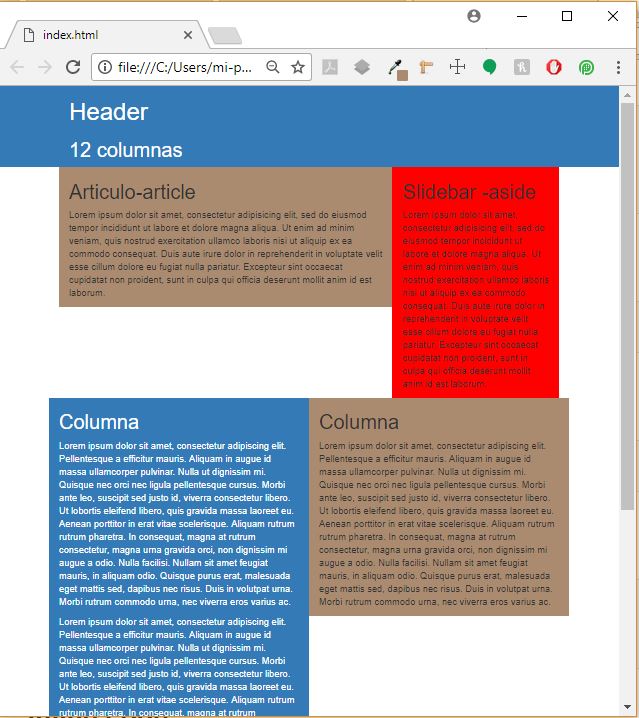 index.html
file:///C:/Users/mi-p...
Header
12 columnas
Articulo-article
Lorem ipsum dolor sit amet, consectetur adipisicing elit, sed do eiusmod
tempor incididunt ut labore et dolore magna aliqua. Ut enim ad minim
veniam, quis nostrud exercitation ullamco laboris nisi ut aliquip ex ea
commodo consequat. Duis aute irure dolor in reprehenderit in voluptate velit
esse cillum dolore eu fugiat nulla pariatur. Excepteur sint occaecat
cupidatat non proident, sunt in culpa qui officia deserunt mollit anim id est
laborum.
Slidebar -aside
Lorem ipsum dolor sit amet,
consectetur adipisicing elit, sed do
eiusmod tempor incididunt ut
labore et dolore magna aliqua. Ut
enim ad minim veniam, quis
nostrud exercitation ullamco laboris
nisi ut aliquip ex ea commodo
consequat. Duis aute irure dolor in
reprehenderit in voluptate velit
esse cillum dolore eu fugiat nulla
pariatur. Excepteur sint occaecat
cupidatat non proident, sunt in
culpa qui officia deserunt mollit
anim id est laborum.
Columna
Lorem ipsum dolor sit amet, consectetur adipiscing elit.
Pellentesque a efficitur mauris. Aliquam in augue id
massa ullamcorper pulvinar. Nulla ut dignissim mi.
Quisque nec orci nec lectus pellentesque cursus. Morbi
ante leo, suscipit sed justo id, viverra consectetur libero.
Ut lobortis eleifend libero, quis gravida massa gravida eu.
Aenean porttitor in erat vitae scelerisque. Aliquam rutrum
rutrum pharetra. In consequat, magna at rutrum
consectetur, magna urna gravida orci, non dignissim mi
augue a odio. Nulla facilisi. Nullam sit amet feugiat
mauris, in aliquam odio. Quisque purus erat, malesuada
eget sem sed, dapibus nec risus. Duis in volutpat mauris.
Morbi rutrum commodo urna, nec viverra eros varius ac.
Lorem ipsum dolor sit amet, consectetur adipiscing elit.
Pellentesque a efficitur mauris. Aliquam in augue id
massa ullamcorper pulvinar. Nulla ut dignissim mi.
Quisque nec orci nec lectus pellentesque cursus. Morbi
ante leo, suscipit sed justo id, viverra consectetur libero.
Ut lobortis eleifend libero, quis gravida massa gravida eu.
Aenean porttitor in erat vitae scelerisque. Aliquam rutrum
rutrum pharetra. In consequat, magna at rutrum
Columna
Lorem ipsum dolor sit amet, consectetur adipiscing elit.
Pellentesque a efficitur mauris. Aliquam in augue id
massa ullamcorper pulvinar. Nulla ut dignissim mi.
Quisque nec orci nec lectus pellentesque cursus. Morbi
ante leo, suscipit sed justo id, viverra consectetur libero.
Ut lobortis eleifend libero, quis gravida massa gravida eu.
Aenean porttitor in erat vitae scelerisque. Aliquam rutrum
rutrum pharetra. In consequat, magna at rutrum
consectetur, magna urna gravida orci, non dignissim mi
augue a odio. Nulla facilisi. Nullam sit amet feugiat
mauris, in aliquam odio. Quisque purus erat, malesuada
eget sem sed, dapibus nec risus. Duis in volutpat mauris.
Morbi rutrum commodo urna, nec viverra eros varius ac.